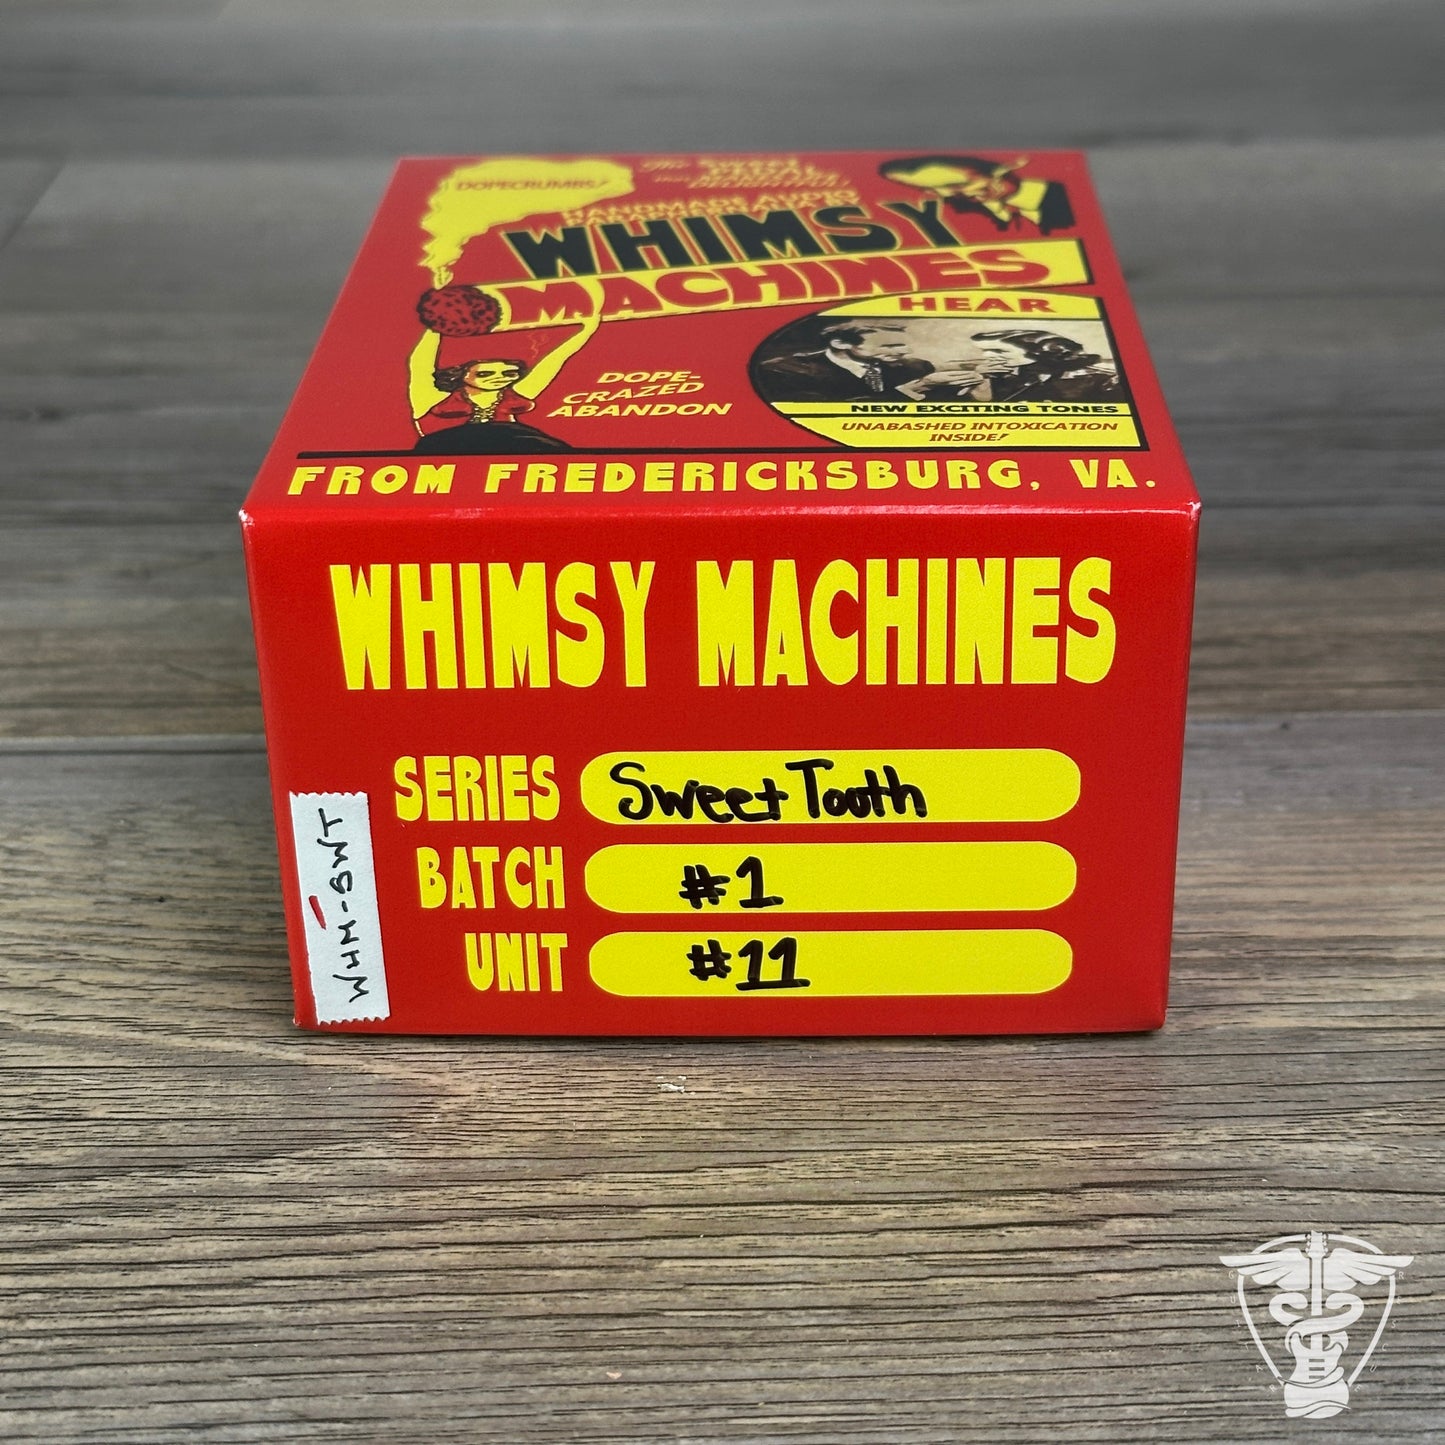 DOPECRUMBS!
The Sweet
HANDMADE AUDIO
WHIMSY
MACHINES
HEAR
DOPE-
CRAZED
ABANDON
NEW EXCITING TONES
UNABASHED INTOXICATION
INSIDE!
FROM FREDERICKSBURG, VA.
WHIMSY MACHINES
SERIES Sweet Tooth
BATCH #1
UNIT #11
WHM-SWT